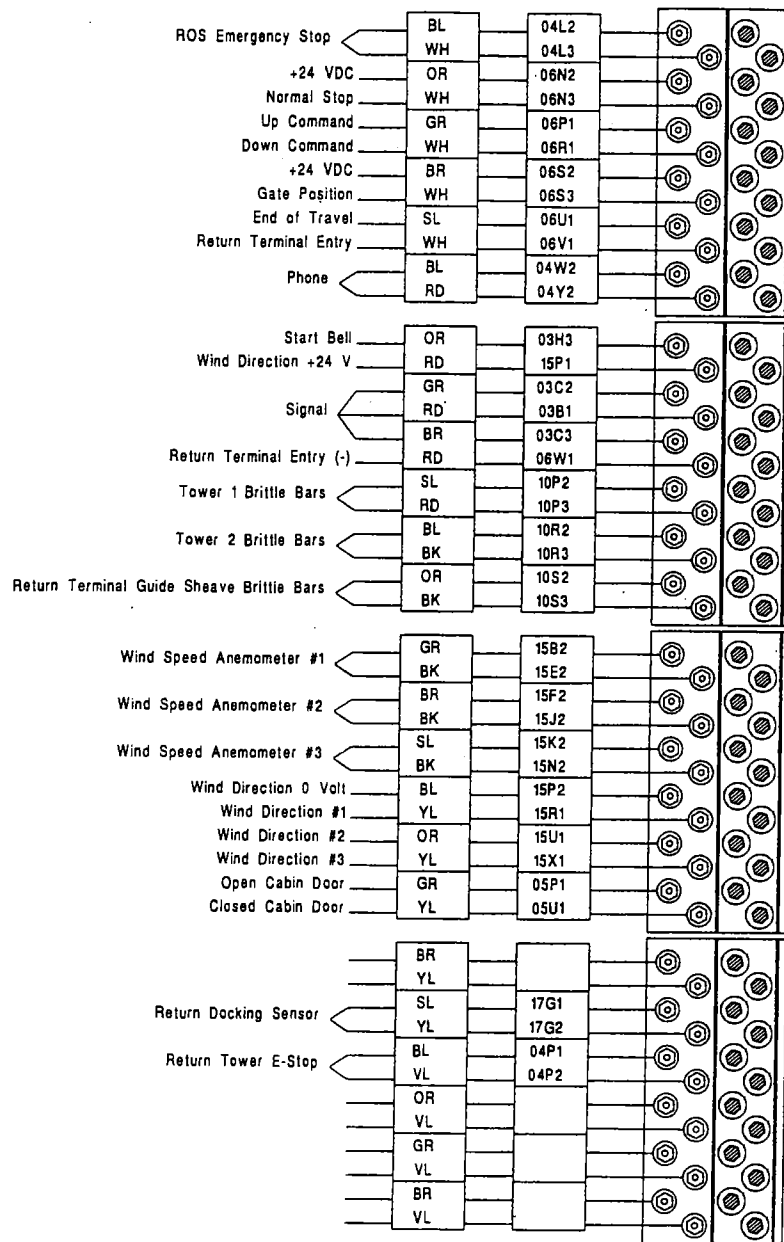 ROS Emergency Stop BL 04L2
WH 04L3
+24 VDC OR 06N2
Normal Stop WH 06N3
Up Command GR 06P1
Down Command WH 06R1
+24 VDC BR 06S2
Gate Position WH 06S3
End of Travel SL 06U1
Return Terminal Entry WH 06V1
Phone BL 04W2
RD 04Y2
Start Bell OR 03H3
Wind Direction +24 V RD 15P1
GR 03C2
Signal RD 03B1
BR 03C3
Return Terminal Entry (-) RD 06W1
Tower 1 Brittle Bars SL 10P2
RD 10P3
Tower 2 Brittle Bars BL 10R2
BK 10R3
Return Terminal Guide Sheave Brittle Bars OR 10S2
BK 10S3
Wind Speed Anemometer #1 GR 15B2
BK 15E2
Wind Speed Anemometer #2 BR 15F2
BK 15J2
Wind Speed Anemometer #3 SL 15K2
BK 15N2
Wind Direction 0 Volt BL 15P2
Wind Direction #1 YL 15R1
Wind Direction #2 OR 15U1
Wind Direction #3 YL 15X1
Open Cabin Door GR 05P1
Closed Cabin Door YL 05U1
BR
YL
Return Docking Sensor SL 17G1
YL 17G2
Return Tower E-Stop BL 04P1
VL 04P2
OR
VL
GR
VL
BR
VL